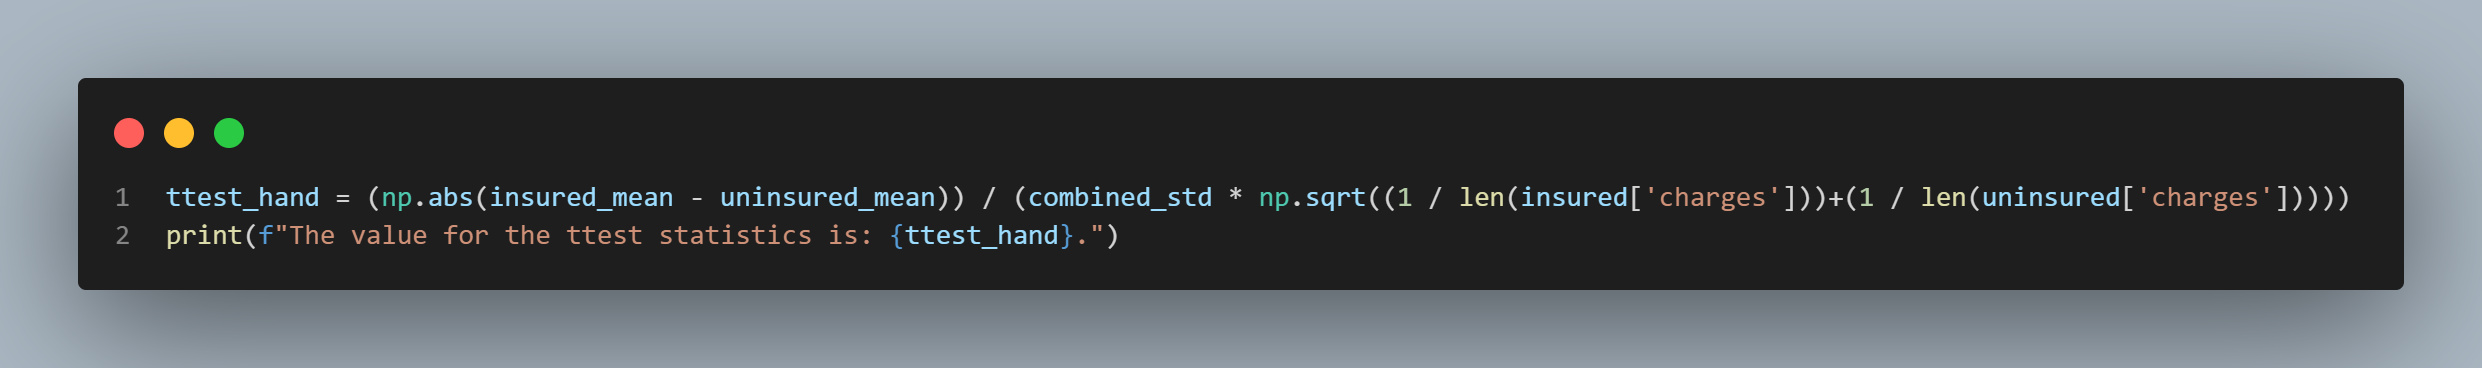 1 ttest_hand = (np.abs(insured_mean - uninsured_mean)) / (combined_std * np.sqrt((1 / len(insured['charges']))+(1 / len(uninsured['charges']))))
2 print(f"The value for the ttest statistics is: {ttest_hand}.")